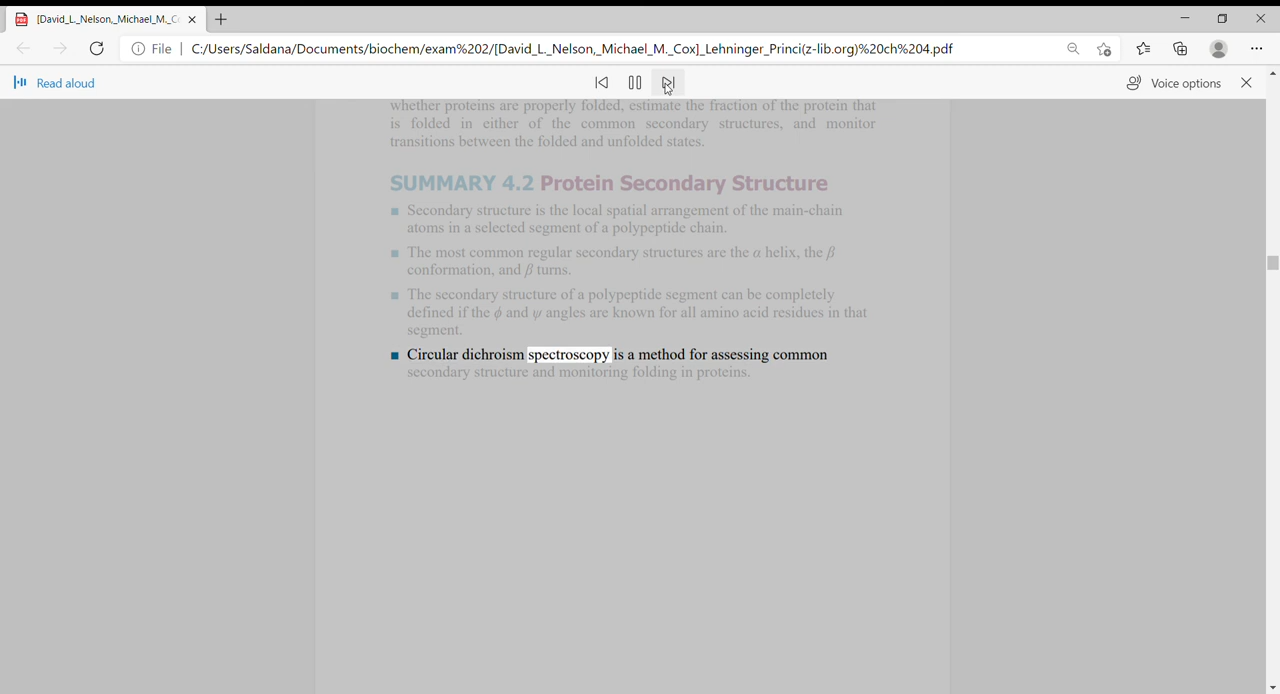 [David_L._Nelson,_Michael_M._C
File | C:/Users/Saldana/Documents/biochem/exam%202/[David_L._Nelson,_Michael_M._Cox]_Lehninger_Princi(z-lib.org)%20ch%204.pdf
Read aloud
Voice options
whether proteins are properly folded, estimate the fraction of the protein that
is folded in either of the common secondary structures, and monitor
transitions between the folded and unfolded states.
SUMMARY 4.2 Protein Secondary Structure
■ Secondary structure is the local spatial arrangement of the main-chain
atoms in a selected segment of a polypeptide chain.
■ The most common regular secondary structures are the α helix, the β
conformation, and β turns.
■ The secondary structure of a polypeptide segment can be completely
defined if the ϕ and ψ angles are known for all amino acid residues in that
segment.
■ Circular dichroism spectroscopy is a method for assessing common
secondary structure and monitoring folding in proteins.